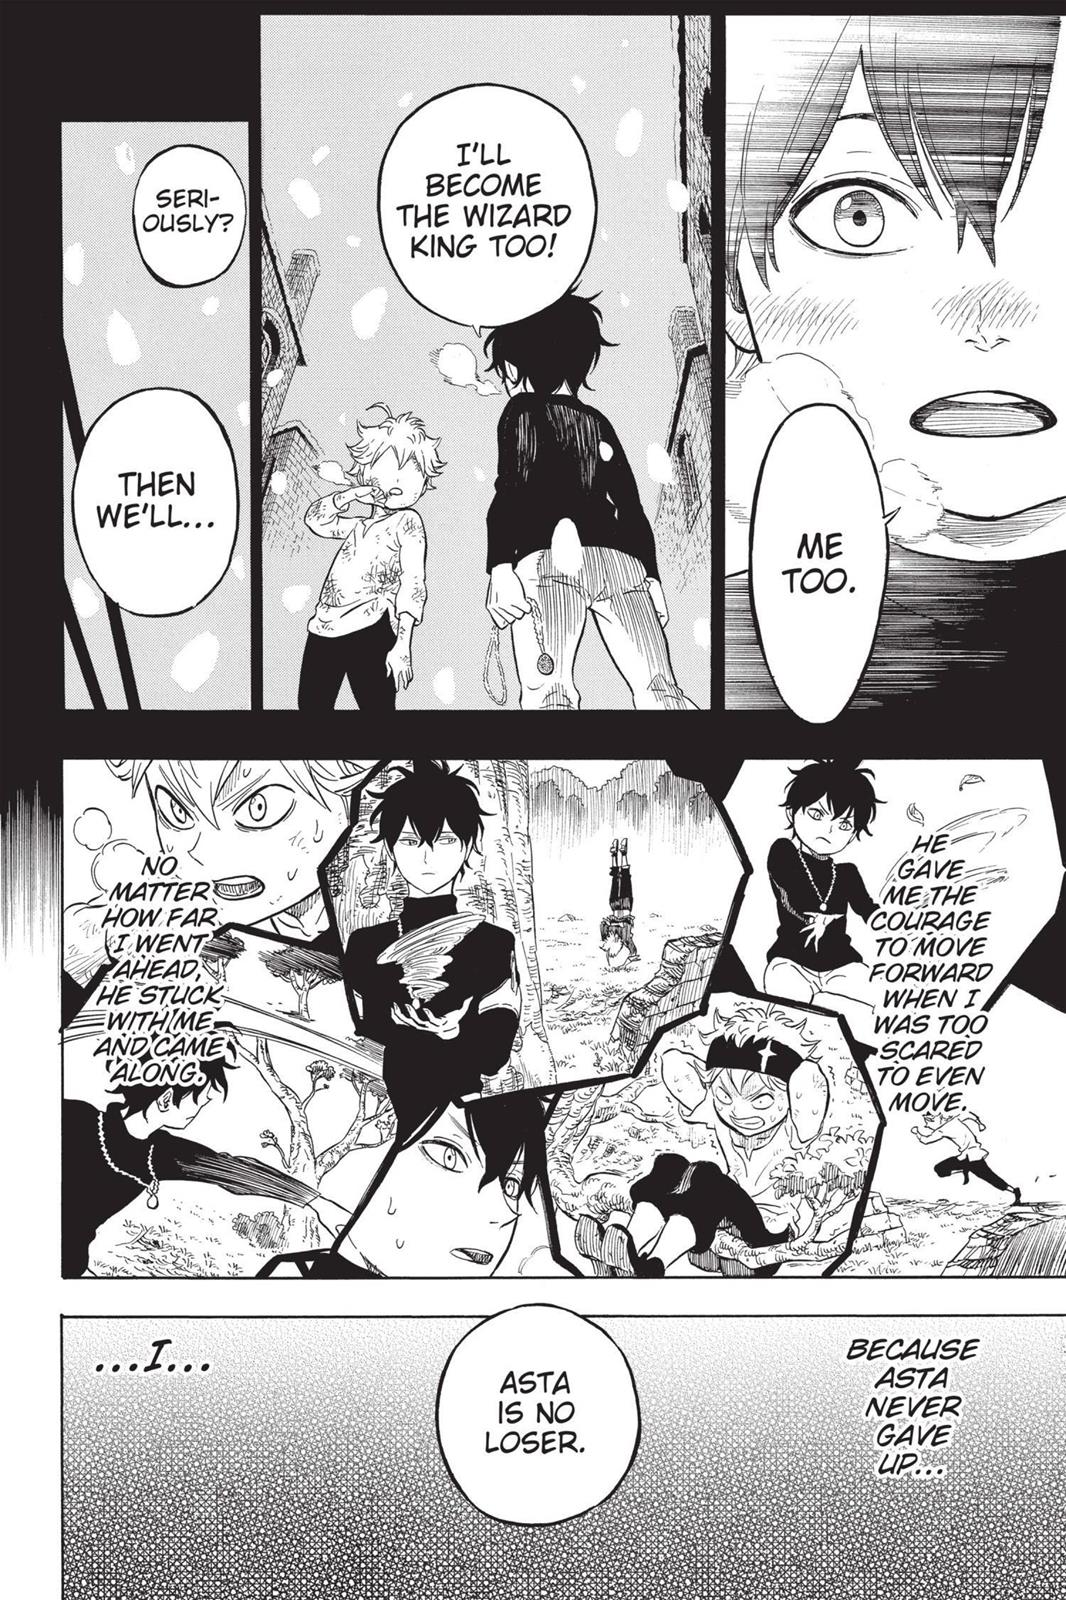 ME
TOO.
I'LL
BECOME
THE WIZARD
KING TOO!
SERI-
OUSLY?
THEN
WE'LL...
HE
GAVE
ME THE
COURAGE
TO MOVE
FORWARD
WHEN I
WAS TOO
SCARED
TO EVEN
MOVE.
NO
MATTER
HOW FAR
I WENT
AHEAD,
HE STUCK
WITH ME
AND CAME
ALONG.
BECAUSE
ASTA
NEVER
GAVE
UP...
ASTA
IS NO
LOSER.
...I...